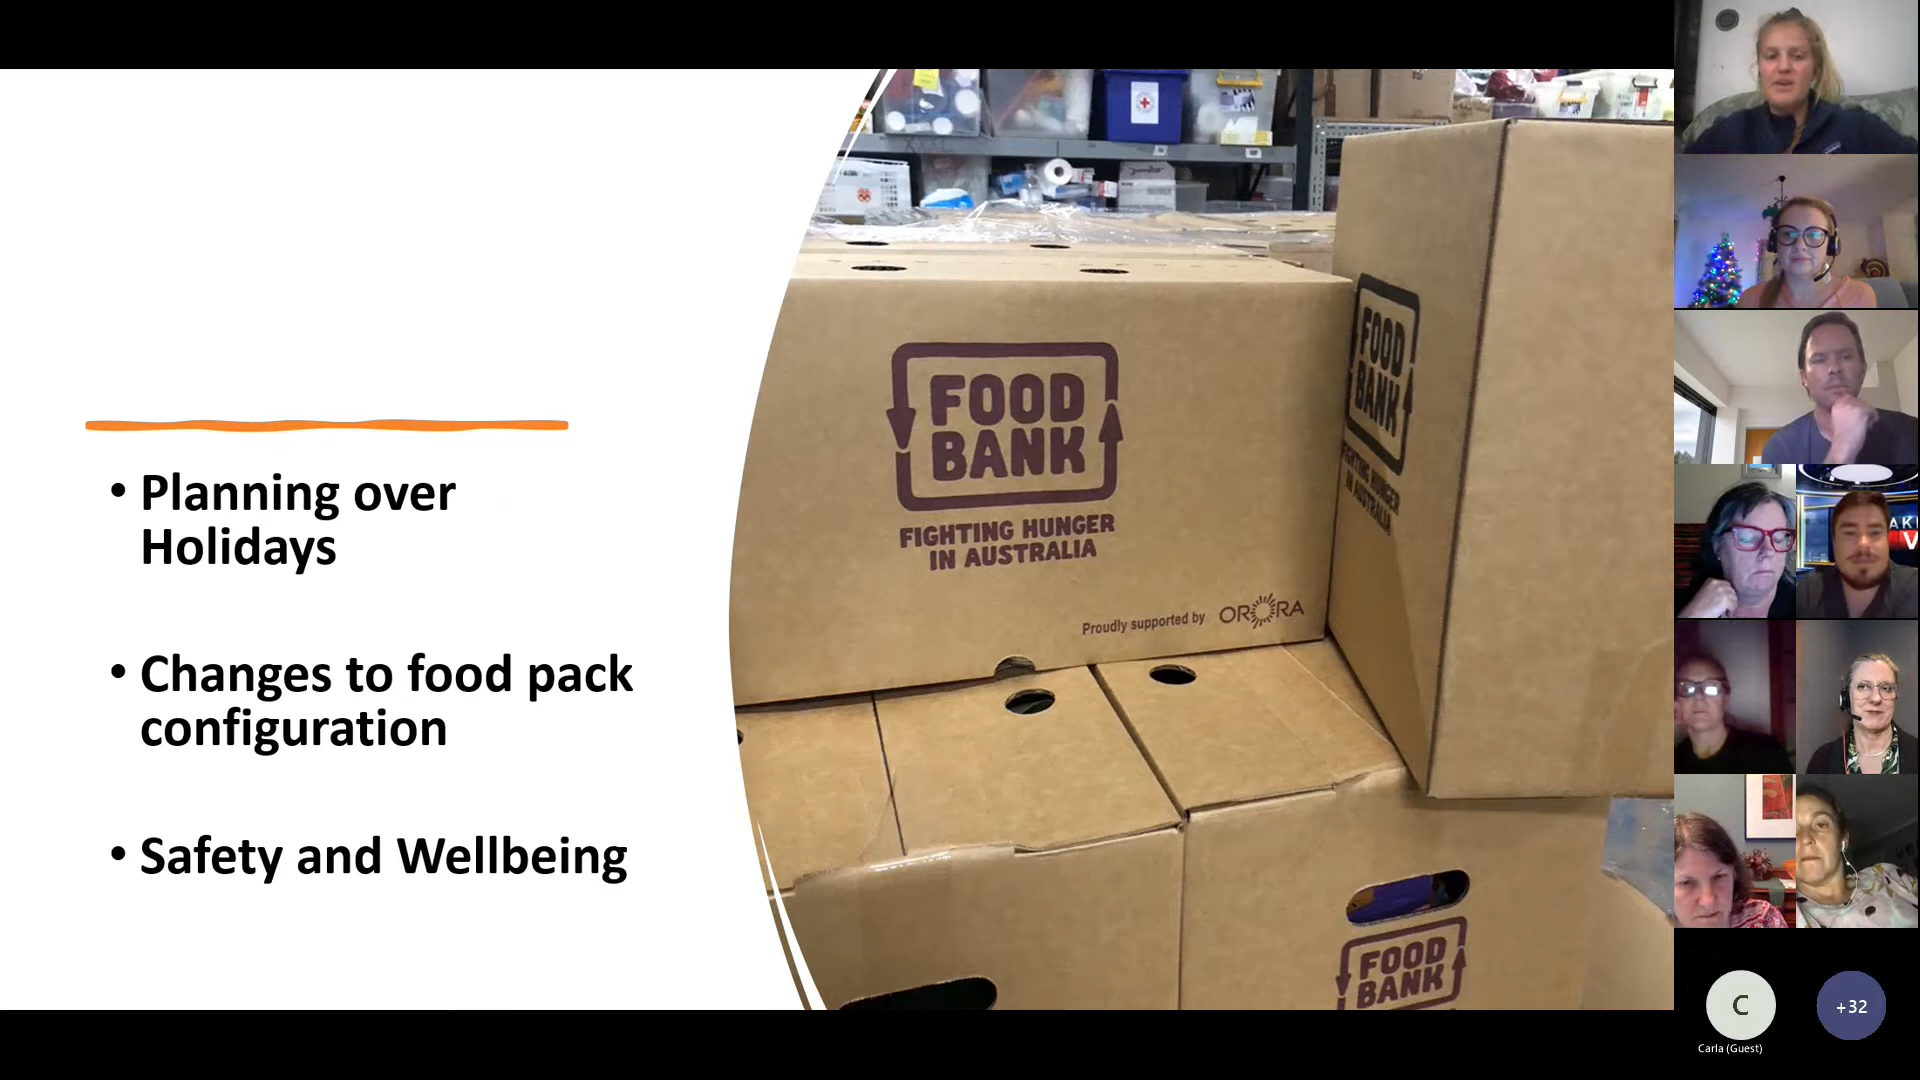 • Planning over
Holidays
• Changes to food pack
configuration
• Safety and Wellbeing
FOOD
BANK
FIGHTING HUNGER
IN AUSTRALIA
Proudly supported by ORORA
FOOD
BANK
FIGHTING HUNGER
IN AUSTRALIA
FOOD
BANK
C
+32
Carla (Guest)